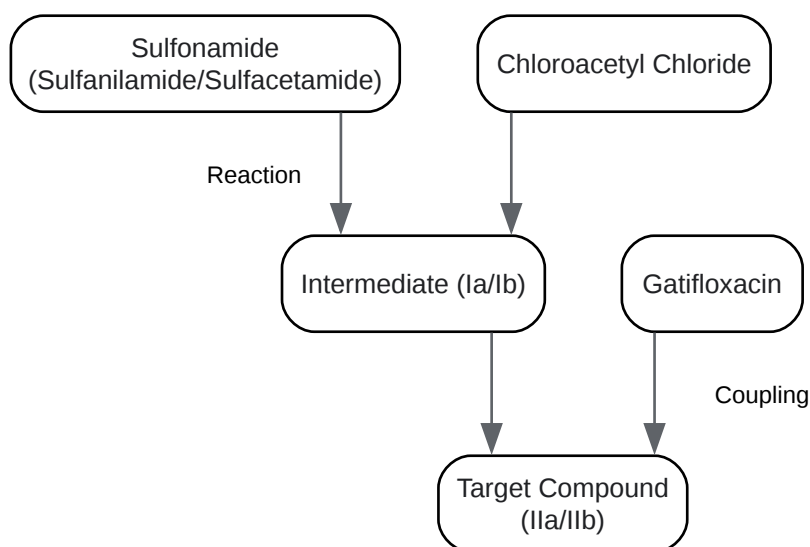 Sulfonamide
(Sulfanilamide/Sulfacetamide)
Chloroacetyl Chloride
Reaction
Intermediate (Ia/Ib)
Gatifloxacin
Coupling
Target Compound
(IIa/IIb)